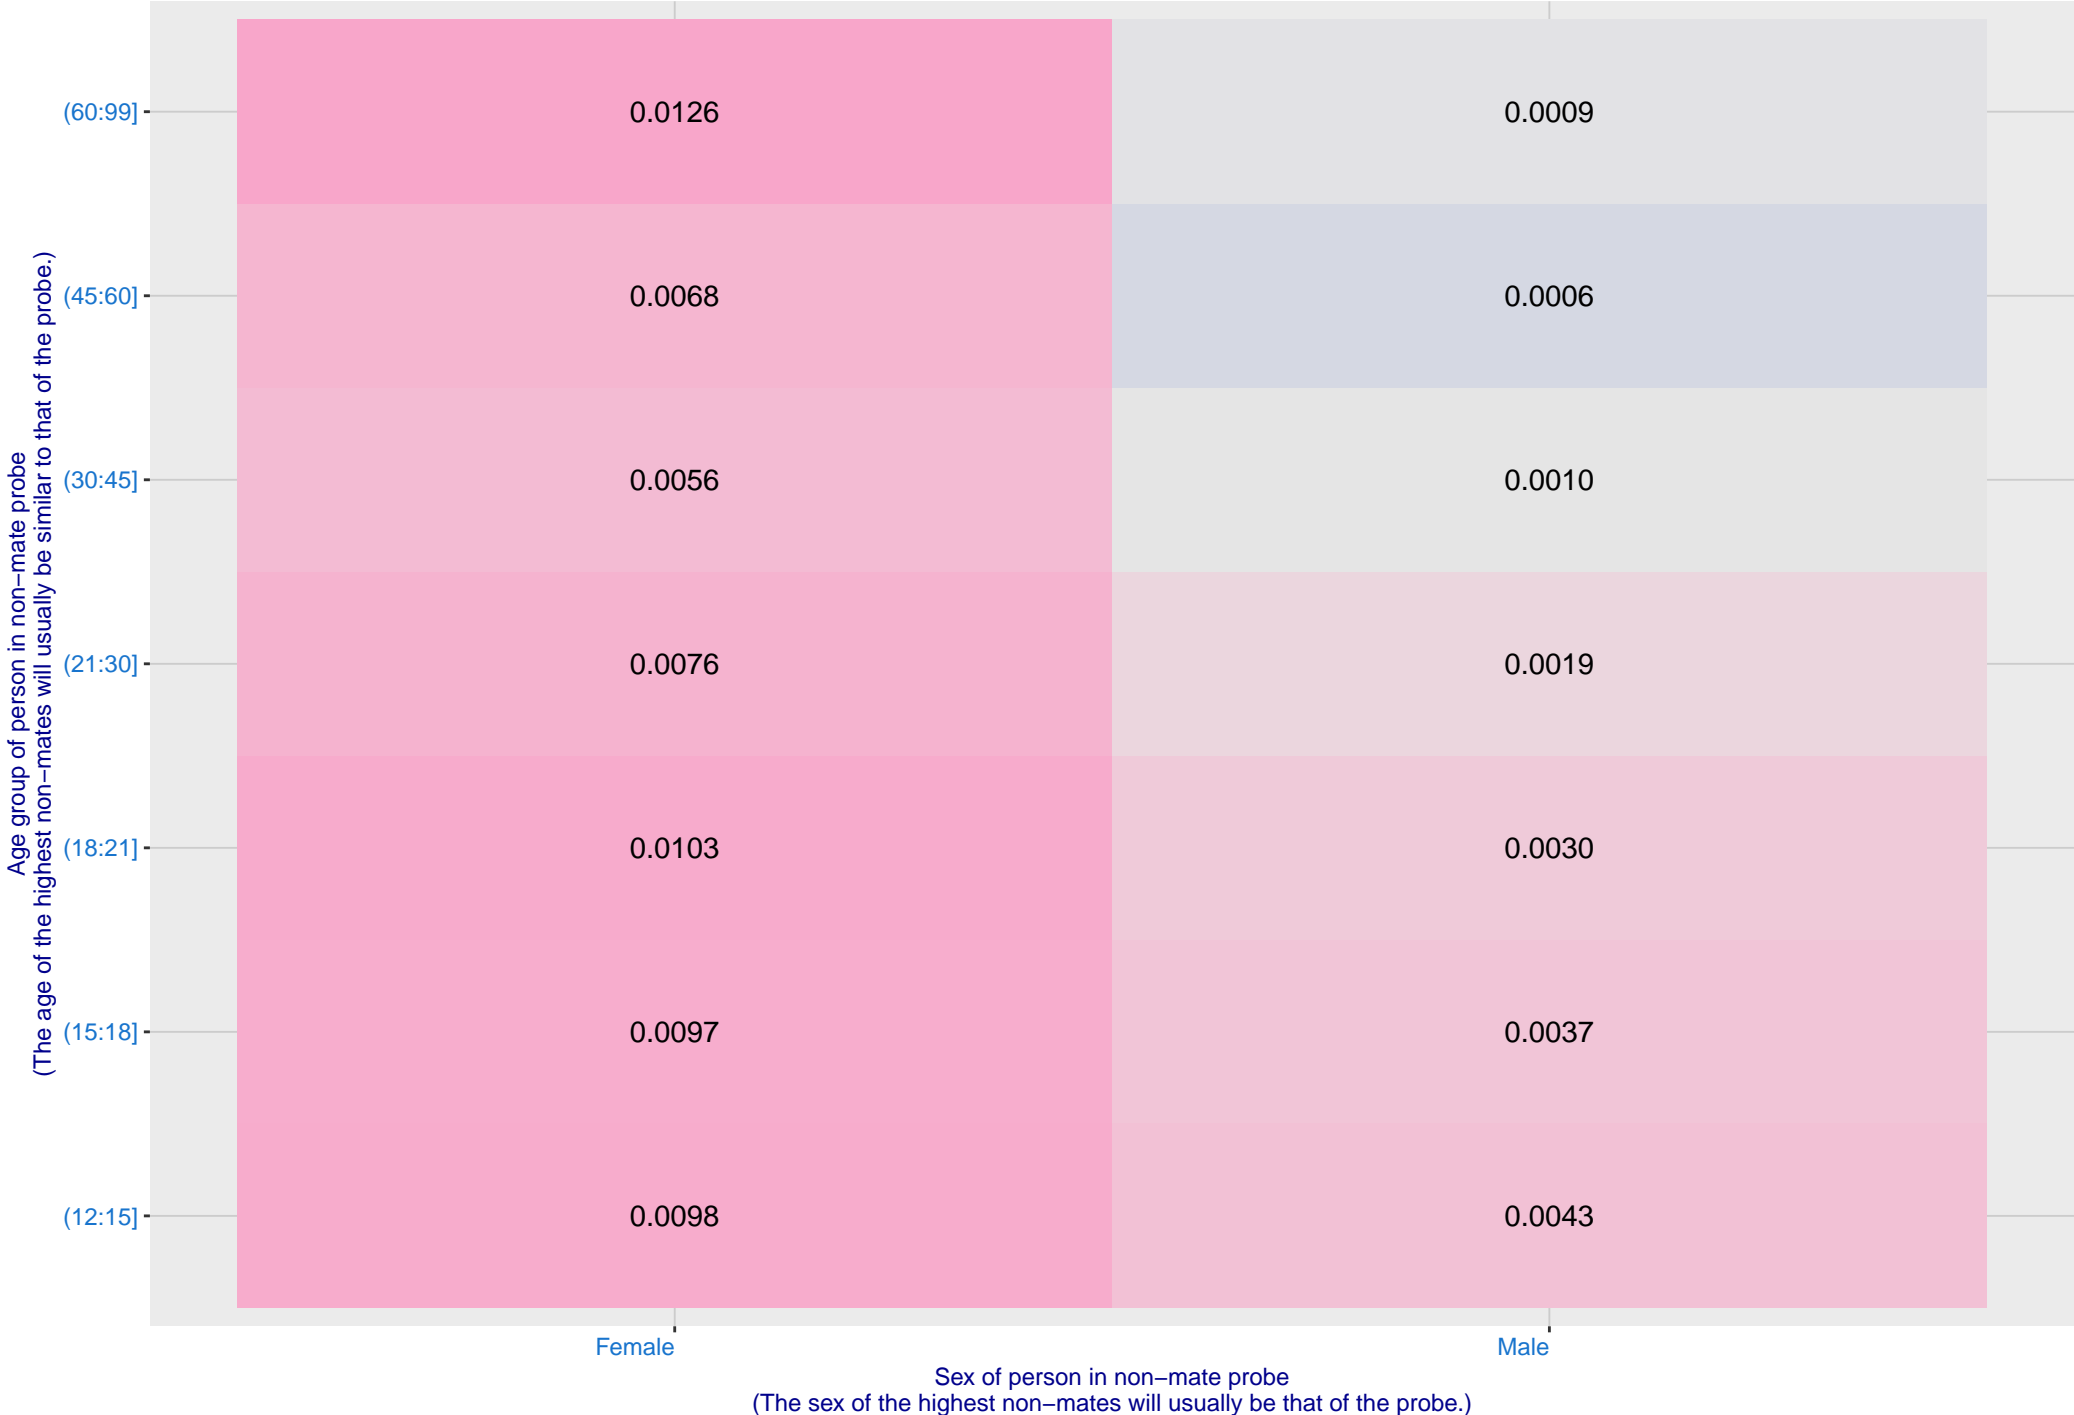 Age group of person in non−mate probe
(The age of the highest non−mates will usually be similar to that of the probe.)
(60:99] 0.0126 0.0009
(45:60] 0.0068 0.0006
(30:45] 0.0056 0.0010
(21:30] 0.0076 0.0019
(18:21] 0.0103 0.0030
(15:18] 0.0097 0.0037
(12:15] 0.0098 0.0043
Female Male
Sex of person in non−mate probe
(The sex of the highest non−mates will usually be that of the probe.)